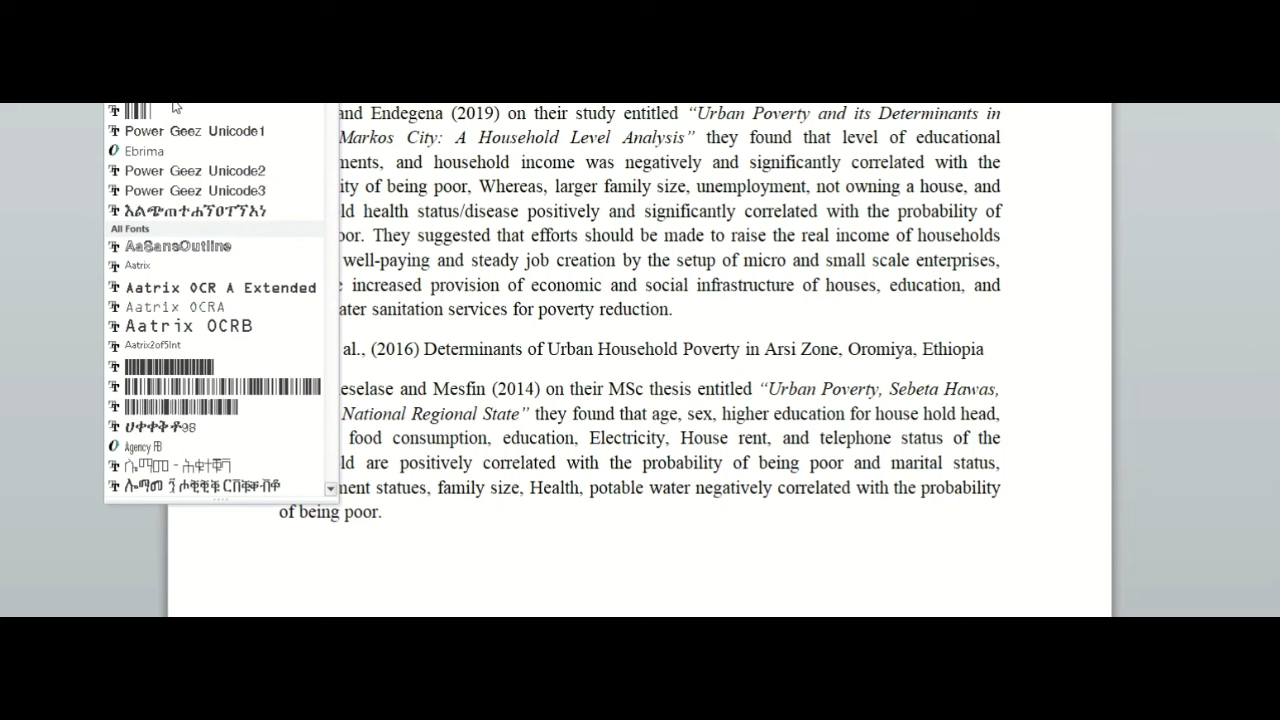 Power Geez Unicode1
Ebrima
Power Geez Unicode2
Power Geez Unicode3
እልጭጠተሐኘዐፐኘአነ
All Fonts
AaSansOutline
Aatrix
Aatrix OCR A Extended
Aatrix OCRA
Aatrix OCRB
Aatrix2of5Int
ሀቀቀቅቶ98
Agency FB
and Endegena (2019) on their study entitled “Urban Poverty and its Determinants in
Markos City: A Household Level Analysis” they found that level of educational
ments, and household income was negatively and significantly correlated with the
ity of being poor, Whereas, larger family size, unemployment, not owning a house, and
ld health status/disease positively and significantly correlated with the probability of
oor. They suggested that efforts should be made to raise the real income of households
well-paying and steady job creation by the setup of micro and small scale enterprises,
e increased provision of economic and social infrastructure of houses, education, and
ater sanitation services for poverty reduction.
al., (2016) Determinants of Urban Household Poverty in Arsi Zone, Oromiya, Ethiopia
eselase and Mesfin (2014) on their MSc thesis entitled “Urban Poverty, Sebeta Hawas,
National Regional State” they found that age, sex, higher education for house hold head,
food consumption, education, Electricity, House rent, and telephone status of the
ld are positively correlated with the probability of being poor and marital status,
ment statues, family size, Health, potable water negatively correlated with the probability
of being poor.